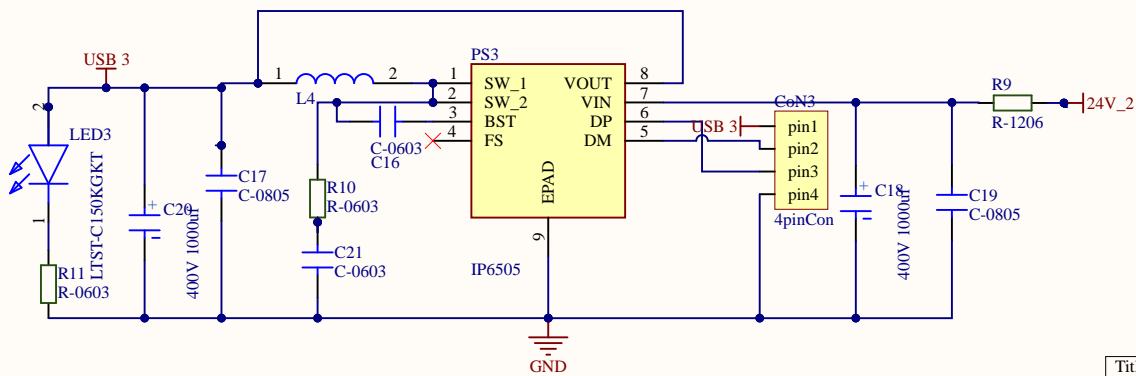 USB 3
2
LED3
LTST-C150KGKT
1
R11
R-0603
+
C20
400V 1000uf
C17
C-0805
1
2
L4
C-0603
C16
R10
R-0603
C21
C-0603
PS3
1
SW_1
2
SW_2
3
BST
4
FS
VOUT
8
VIN
7
DP
6
DM
5
EPAD
9
IP6505
GND
CoN3
USB 3
pin1
pin2
pin3
pin4
4pinCon
+
C18
400V 1000uf
C19
C-0805
R9
R-1206
24V_2
Titl